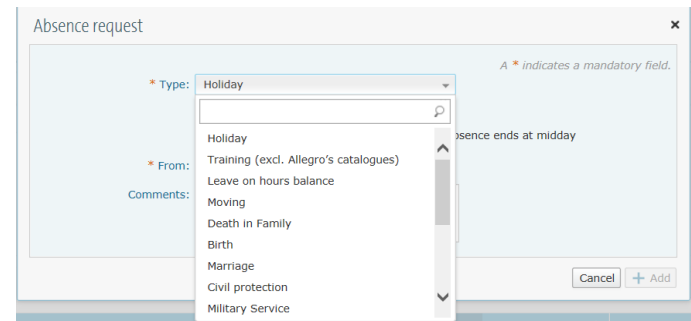 Absence request
×
A * indicates a mandatory field.
* Type: Holiday
Holiday
bsence ends at midday
Training (excl. Allegro's catalogues)
* From:
Leave on hours balance
Comments:
Moving
Death in Family
Birth
Marriage
Civil protection
Cancel + Add
Military Service